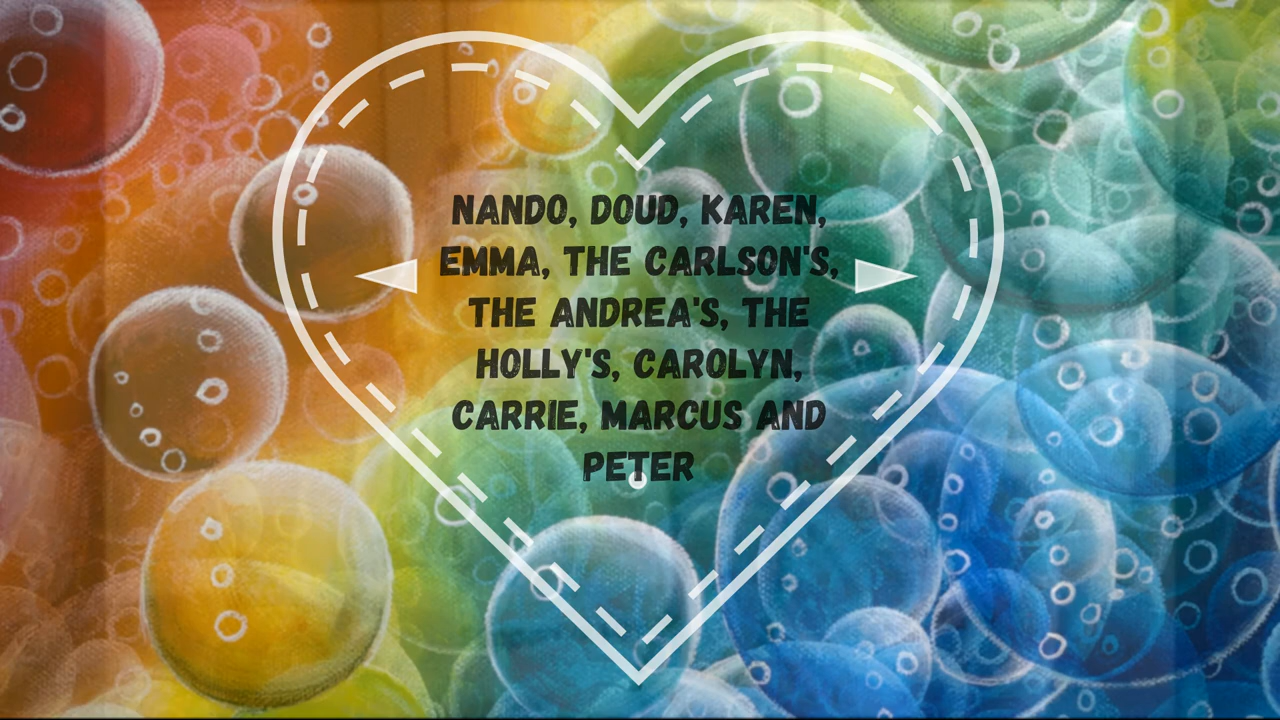 NANDO, DOUD, KAREN,
EMMA, THE CARLSON'S,
THE ANDREA'S, THE
HOLLY'S, CAROLYN,
CARRIE, MARCUS AND
PETER